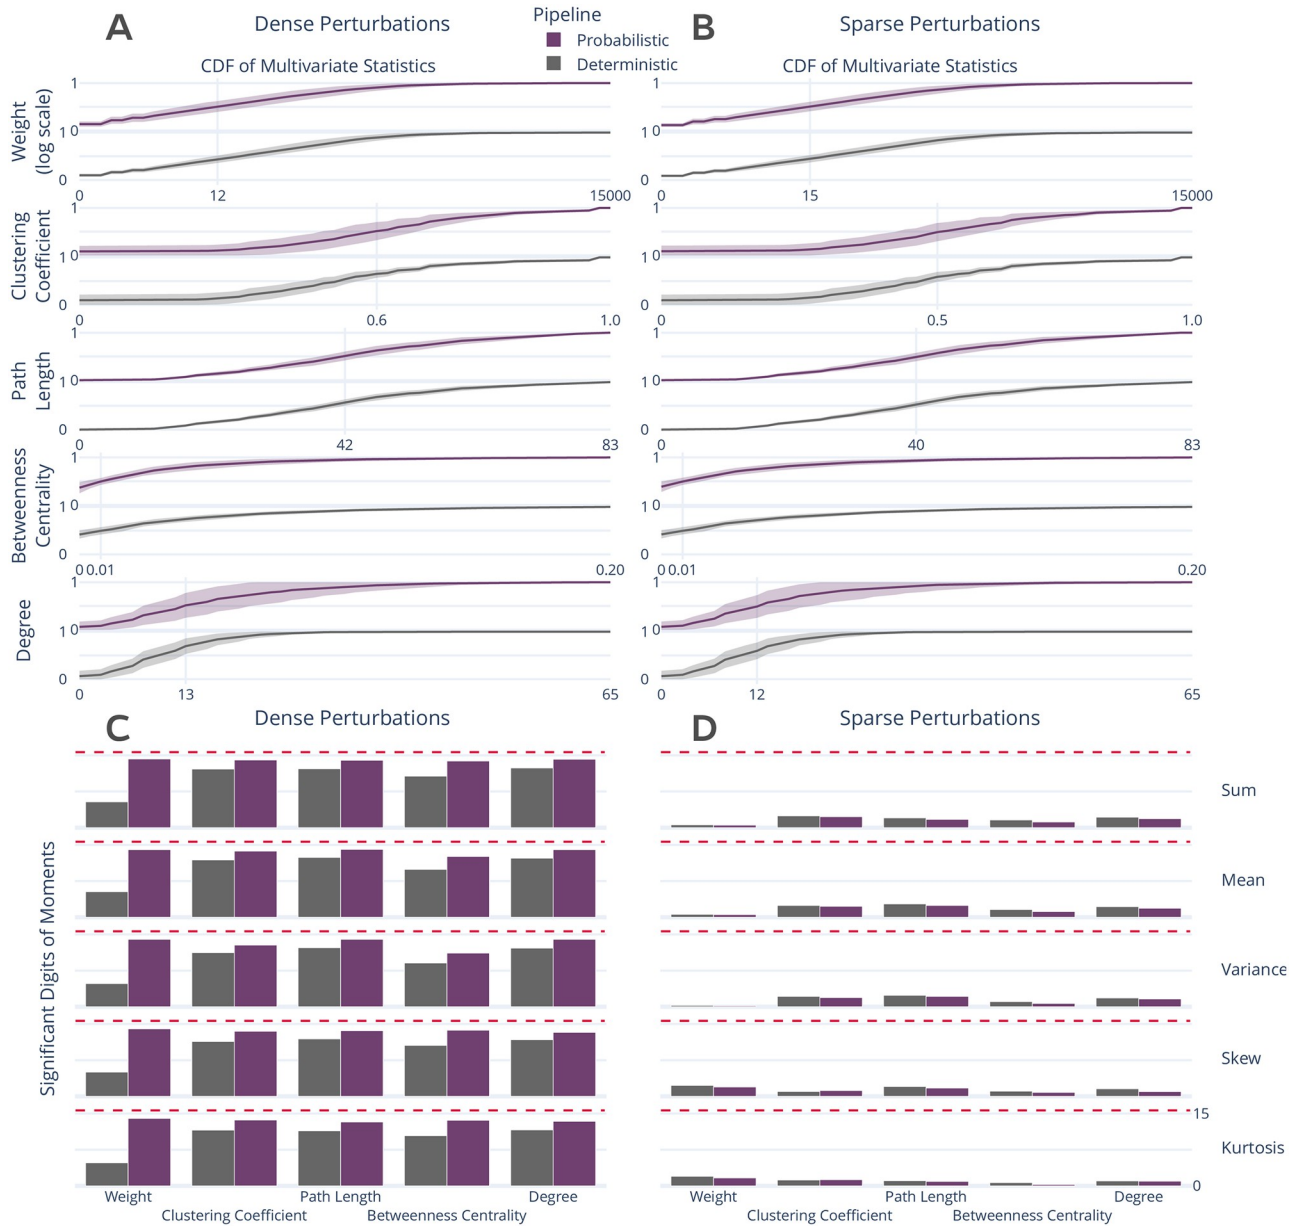 A
Dense Perturbations
Pipeline
Probabilistic
Deterministic
B
Sparse Perturbations
CDF of Multivariate Statistics
CDF of Multivariate Statistics
Weight
(log scale)
1
1 0
0
0 12 15000
1
1 0
0
0 15 15000
Clustering
Coefficient
1
1 0
0
0 0.6 1.0
1
1 0
0
0 0.5 1.0
Path
Length
1
1 0
0
0 42 83
1
1 0
0
0 40 83
Betweenness
Centrality
1
1 0
0
0 0.01 0.20
1
1 0
0
0 0.01 0.20
Degree
1
1 0
0
0 13 65
1
1 0
0
0 12 65
C
Dense Perturbations
D
Sparse Perturbations
Significant Digits of Moments
Sum
Mean
Variance
Skew
15
Kurtosis
0
Weight Path Length Degree
Clustering Coefficient Betweenness Centrality
Weight Path Length Degree
Clustering Coefficient Betweenness Centrality